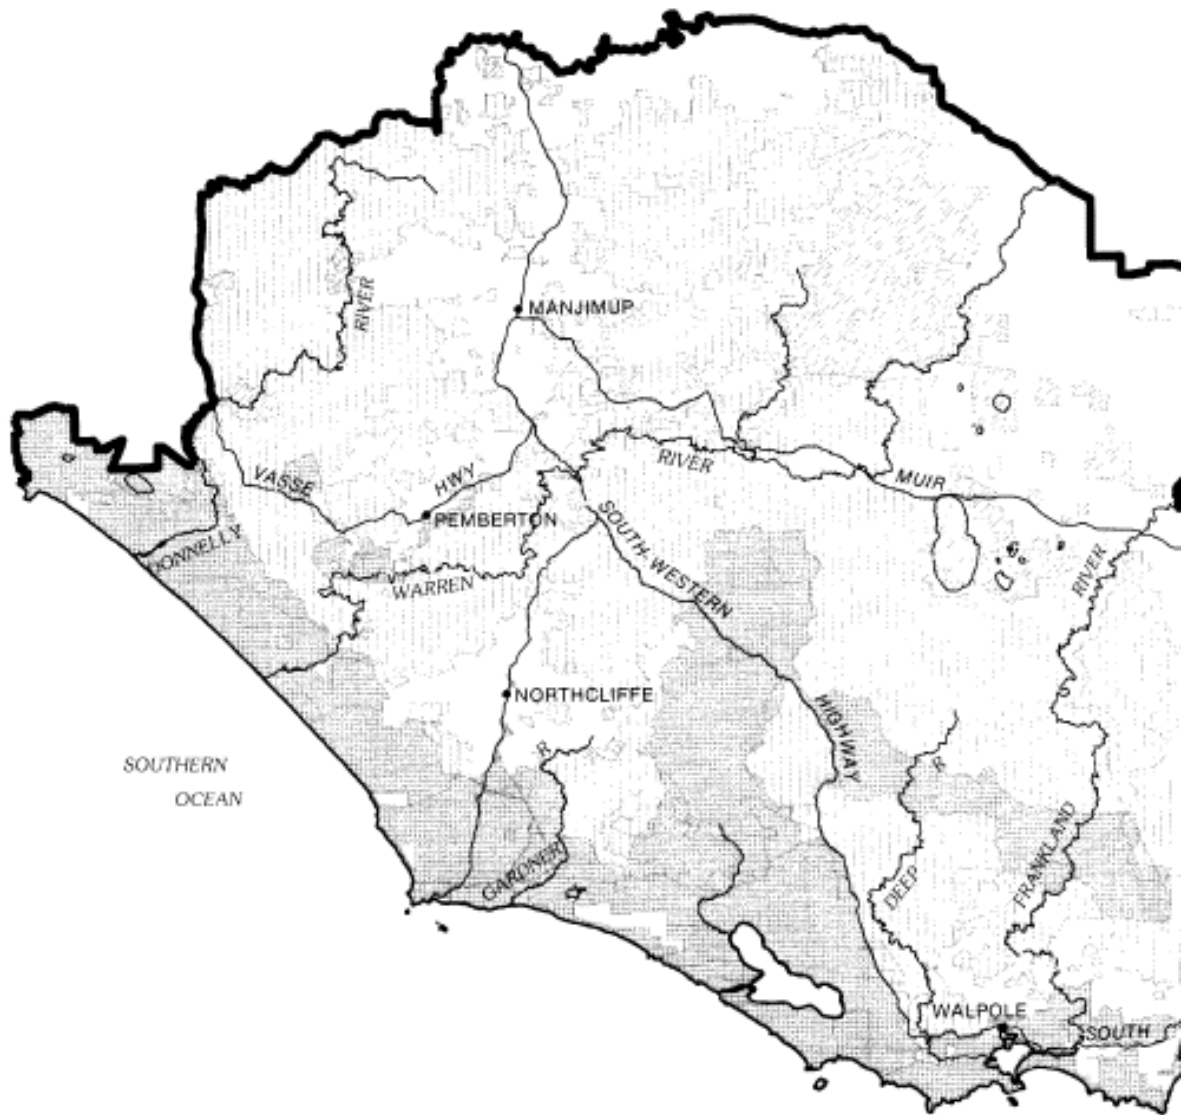 RIVER
MANJIMUP
VASSE
HWY
RIVER
MUIR
PEMBERTON
SOUTH-WESTERN
DONNELLY
WARREN
RIVER
NORTHCLIFFE
HIGHWAY
R
R
SOUTHERN
OCEAN
GARDNER
DEEP
FRANKLAND
WALPOLE
SOUTH